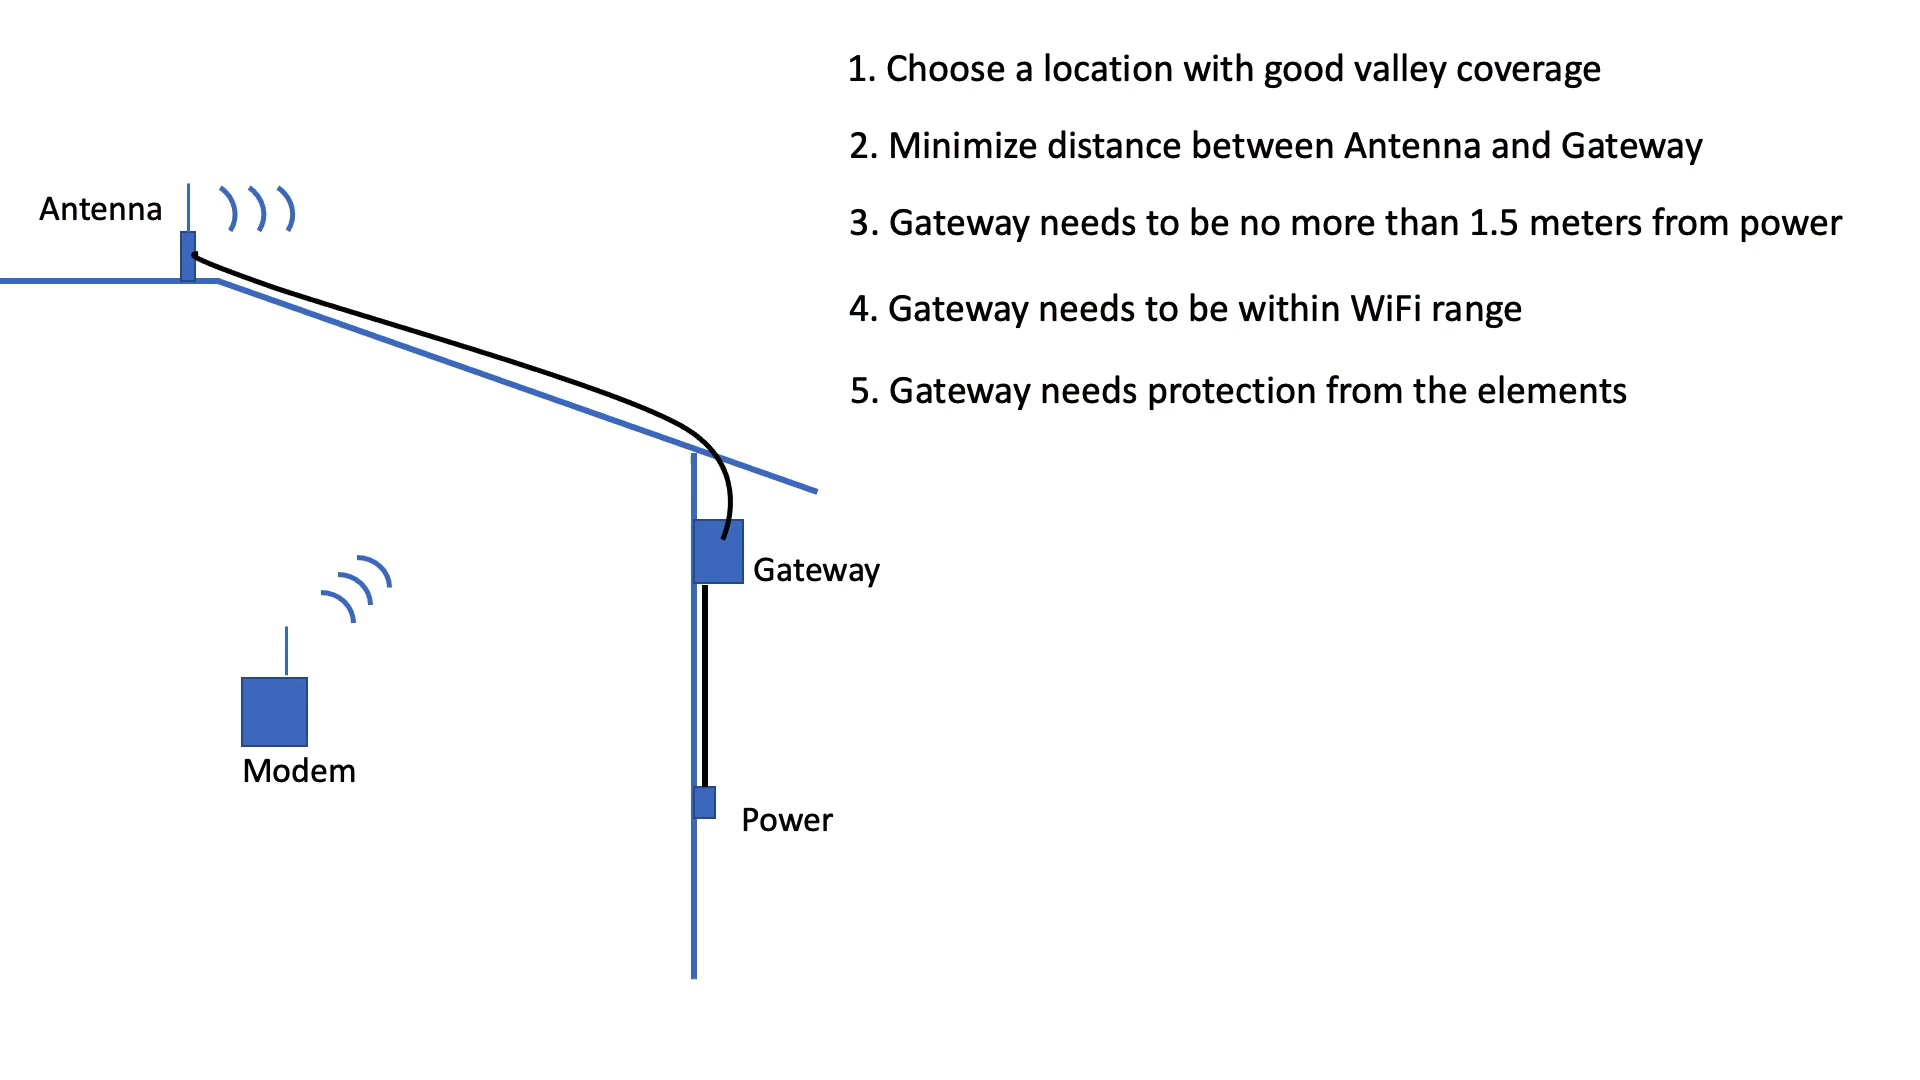 1. Choose a location with good valley coverage
2. Minimize distance between Antenna and Gateway
3. Gateway needs to be no more than 1.5 meters from power
4. Gateway needs to be within WiFi range
5. Gateway needs protection from the elements
Antenna
Gateway
Modem
Power